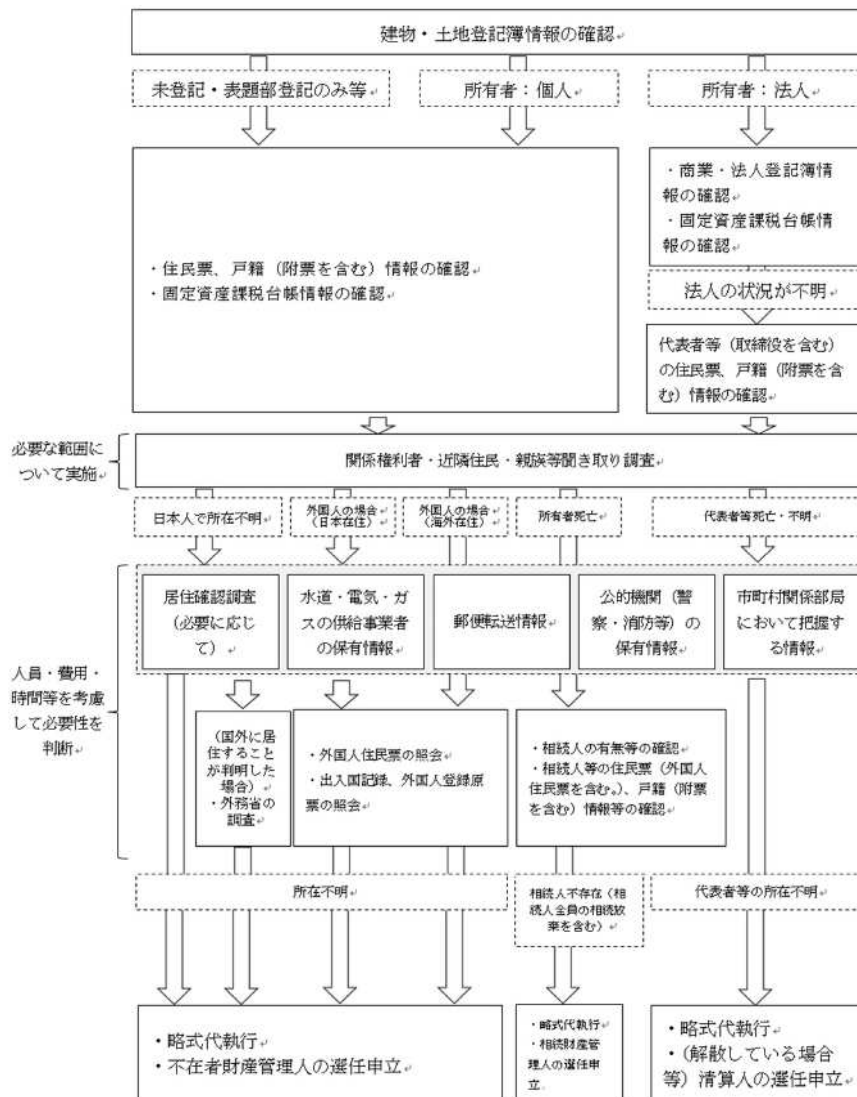 建物・土地登記簿情報の確認
未登記・表題部登記のみ等
所有者：個人
所有者：法人
・住民票、戸籍（附票を含む）情報の確認
・固定資産課税台帳情報の確認
・商業・法人登記簿情
報の確認
・固定資産課税台帳情
報の確認
法人の状況が不明
代表者等（取締役を含む）
の住民票、戸籍（附票を含
む）情報の確認
必要な範囲に
ついて実施
関係権利者・近隣住民・親族等聞き取り調査
日本人で所在不明
外国人の場合
（日本在住）
外国人の場合
（海外在住）
所有者死亡
代表者等死亡・不明
人員・費用・
時間等を考慮
して必要性を
判断
居住確認調査
（必要に応じ
て）
水道・電気・ガ
スの供給事業者
の保有情報
郵便転送情報
公的機関（警
察・消防等）の
保有情報
市町村関係部局
において把握す
る情報
（国外に居
住すること
が判明した
場合）
・外務省の
調査
・外国人住民票の照会
・出入国記録、外国人登録原
票の照会
・相続人の有無等の確認
・相続人等の住民票（外国人
住民票を含む。）、戸籍（附票
を含む）情報等の確認
所在不明
相続人不存在（相
続人全員の相続放
棄を含む）
代表者等の所在不明
・略式代執行
・不在者財産管理人の選任申立
・略式代執行
・相続財産管
理人の選任申
立
・略式代執行
・（解散している場合
等）清算人の選任申立